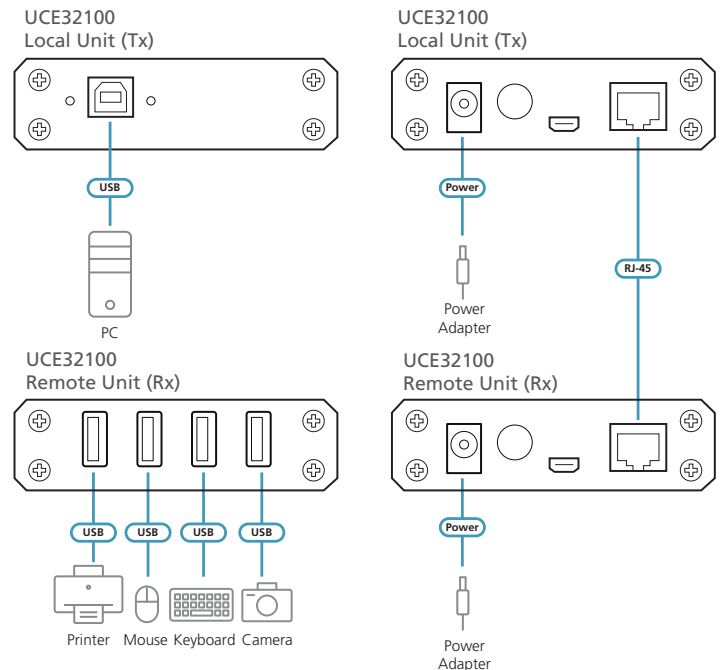 UCE32100
Local Unit (Tx)
USB
PC
UCE32100
Local Unit (Tx)
Power
Power
Adapter
RJ-45
UCE32100
Remote Unit (Rx)
USB
USB
USB
USB
Printer
Mouse
Keyboard
Camera
UCE32100
Remote Unit (Rx)
Power
Power
Adapter